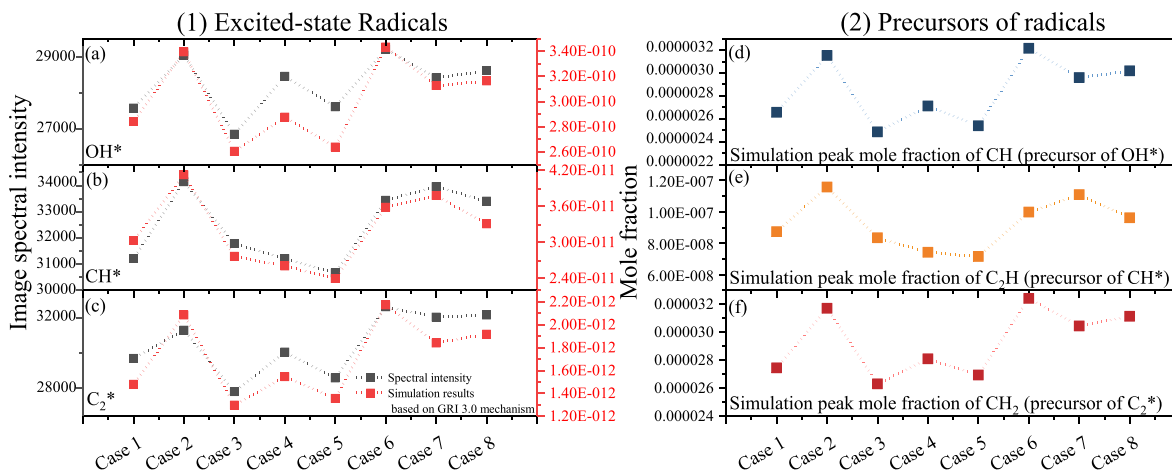 (1) Excited-state Radicals
(2) Precursors of radicals
Image spectral intensity
(a)
29000
27000
OH*
3.40E-010
3.20E-010
3.00E-010
2.80E-010
2.60E-010
(b)
34000
33000
31000
30000
CH*
4.20E-011
3.60E-011
3.00E-011
2.40E-011
(c)
32000
28000
C2*
Spectral intensity
Simulation results
based on GRI 3.0 mechanism
2.20E-012
2.00E-012
1.80E-012
1.60E-012
1.40E-012
1.20E-012
Case 1
Case 2
Case 3
Case 4
Case 5
Case 6
Case 7
Case 8
Mole fraction
(d)
0.0000032
0.0000030
0.0000028
0.0000026
0.0000024
0.0000022
Simulation peak mole fraction of CH (precursor of OH*)
(e)
1.20E-007
1.00E-007
8.00E-008
6.00E-008
Simulation peak mole fraction of C2H (precursor of CH*)
(f)
0.000032
0.000030
0.000028
0.000026
0.000024
Simulation peak mole fraction of CH2 (precursor of C2*)
Case 1
Case 2
Case 3
Case 4
Case 5
Case 6
Case 7
Case 8